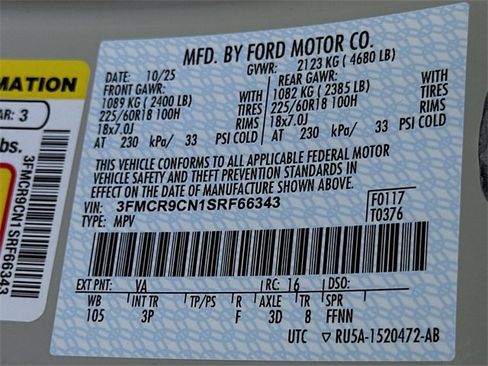 MFD. BY FORD MOTOR CO.
DATE: 10/25 GVWR: 2123 KG ( 4680 LB)
FRONT GAWR: REAR GAWR:
1089 KG ( 2400 LB) WITH 1082 KG ( 2385 LB) WITH
225/60R18 100H TIRES 225/60R18 100H TIRES
18x7.0J RIMS 18x7.0J RIMS
AT 230 kPa/ 33 PSI COLD AT 230 kPa/ 33 PSI COLD
THIS VEHICLE CONFORMS TO ALL APPLICABLE FEDERAL MOTOR
VEHICLE SAFETY AND THEFT PREVENTION STANDARDS IN
EFFECT ON THE DATE OF MANUFACTURE SHOWN ABOVE.
VIN: 3FMCR9CN1SRF66343 F0117
TYPE: MPV T0376
EXT PNT: VA RC: 16 DSO:
WB INT TR TP/PS R AXLE TR SPR
105 3P F 3D 8 FFNN
UTC ▽ RU5A-1520472-AB
RMATION
AR: 3
bs.
3FMCR9CN1SRF66343